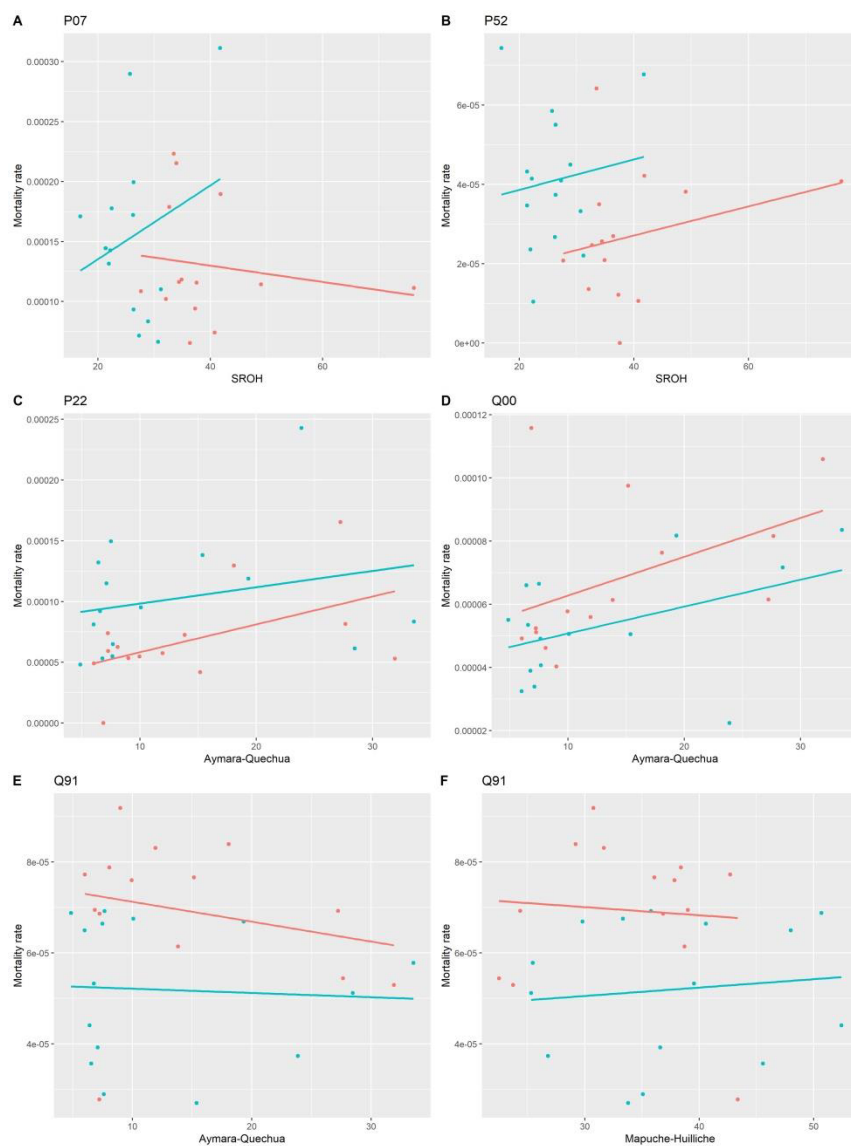 A P07
0.00030
0.00025
0.00020
0.00015
0.00010
Mortality rate
20 40 60
SROH
B P52
6e-05
4e-05
2e-05
0e+00
Mortality rate
20 40 60
SROH
C P22
0.00025
0.00020
0.00015
0.00010
0.00005
0.00000
Mortality rate
10 20 30
Aymara-Quechua
D Q00
0.00012
0.00010
0.00008
0.00006
0.00004
0.00002
Mortality rate
10 20 30
Aymara-Quechua
E Q91
8e-05
6e-05
4e-05
Mortality rate
10 20 30
Aymara-Quechua
F Q91
8e-05
6e-05
4e-05
Mortality rate
30 40 50
Mapuche-Huilliche